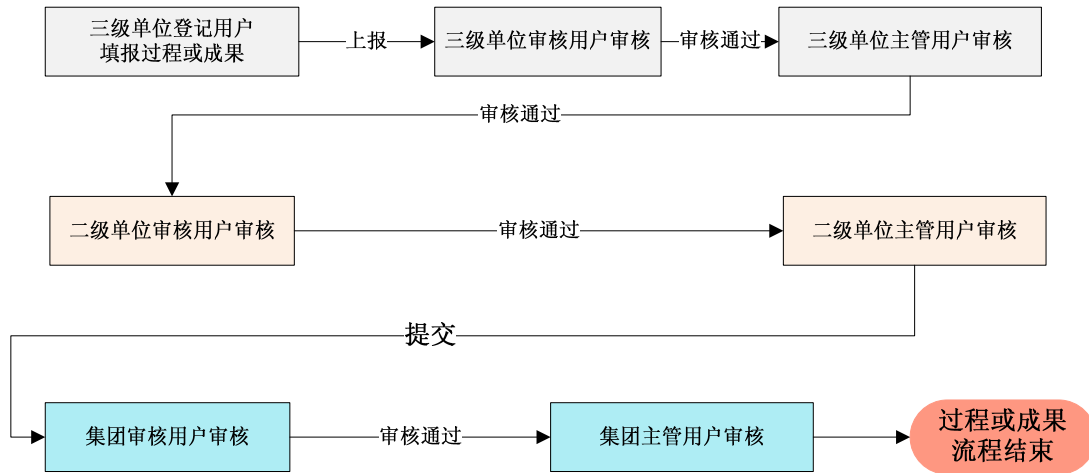 三级单位登记用户
填报过程或成果
上报
三级单位审核用户审核
审核通过
三级单位主管用户审核
审核通过
二级单位审核用户审核
审核通过
二级单位主管用户审核
提交
集团审核用户审核
审核通过
集团主管用户审核
过程或成果
流程结束